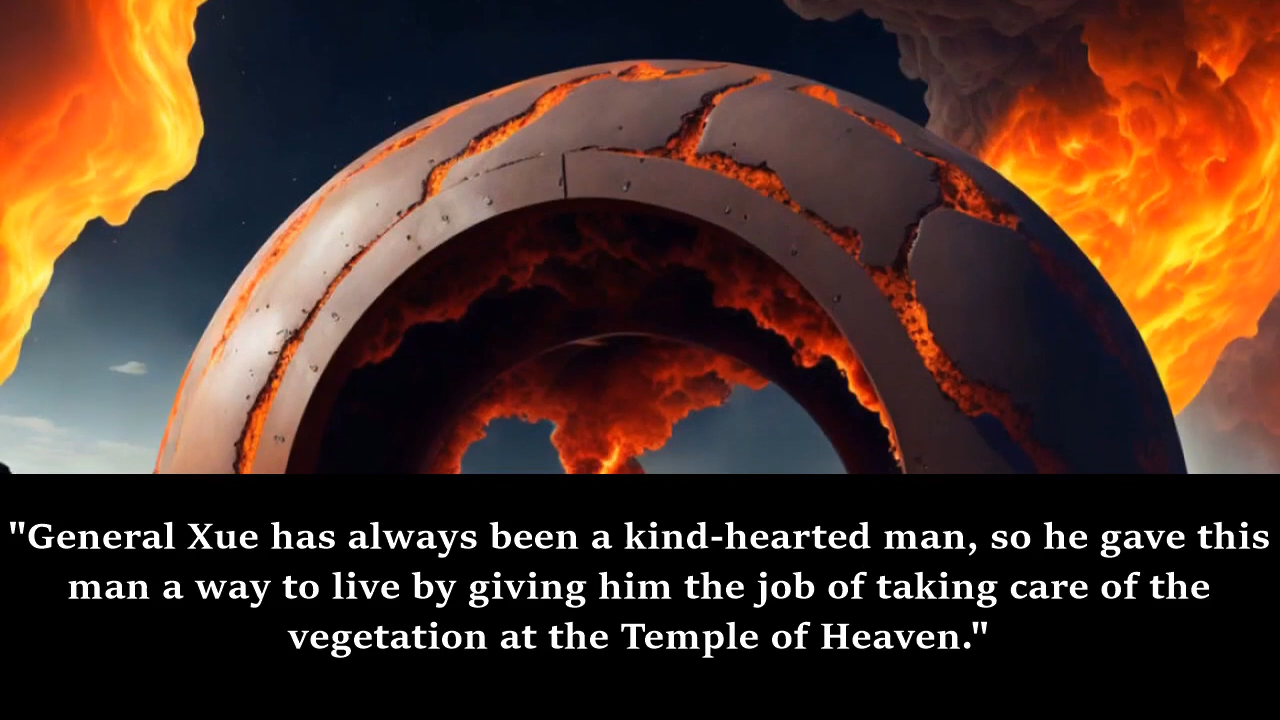 "General Xue has always been a kind-hearted man, so he gave this
man a way to live by giving him the job of taking care of the
vegetation at the Temple of Heaven."